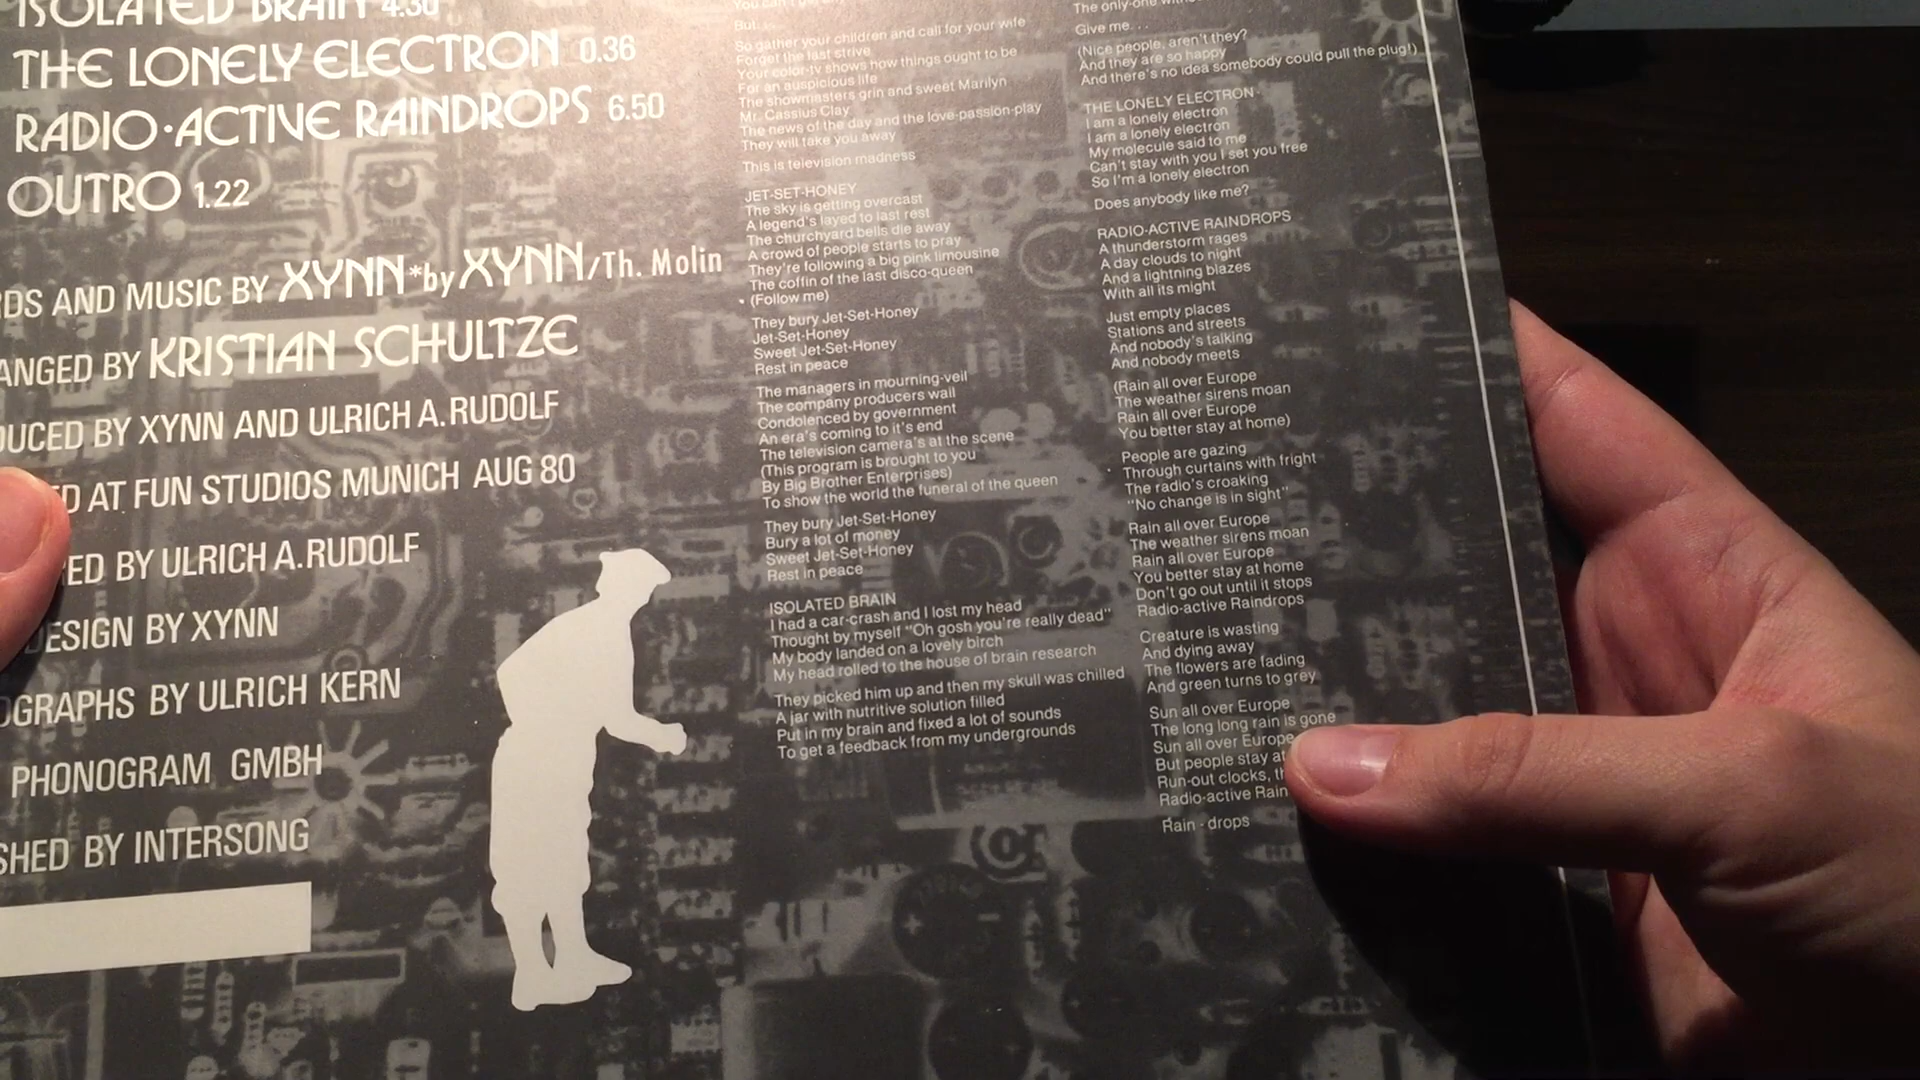 ISOLATED BRAIN 4.30
THE LONELY ELECTRON 0.36
RADIO·ACTIVE RAINDROPS 6.50
OUTRO 1.22
RDS AND MUSIC BY XYNN *by XYNN/Th. Molin
ANGED BY KRISTIAN SCHULTZE
DUCED BY XYNN AND ULRICH A.RUDOLF
ED AT FUN STUDIOS MUNICH AUG 80
RED BY ULRICH A.RUDOLF
DESIGN BY XYNN
OGRAPHS BY ULRICH KERN
PHONOGRAM GMBH
SHED BY INTERSONG
But...
So gather your children and call for your wife
Forget the last strive
Your color-tv shows how things ought to be
For an auspicious life
The showmasters grin and sweet Marilyn
Mr. Cassius Clay
The news of the day and the love-passion-play
They will take you away
This is television madness
JET-SET-HONEY
The sky is getting overcast
A legend's layed to last rest
The churchyard bells die away
A crowd of people starts to pray
They're following a big pink limousine
The coffin of the last disco-queen
• (Follow me)
They bury Jet-Set-Honey
Jet-Set-Honey
Sweet Jet-Set-Honey
Rest in peace
The managers in mourning-veil
The company producers wail
Condolenced by government
An era's coming to it's end
The television camera's at the scene
(This program is brought to you
By Big Brother Enterprises)
To show the world the funeral of the queen
They bury Jet-Set-Honey
Bury a lot of money
Sweet Jet-Set-Honey
Rest in peace
ISOLATED BRAIN
I had a car-crash and I lost my head
Thought by myself "Oh gosh you're really dead"
My body landed on a lovely birch
My head rolled to the house of brain research
They picked him up and then my skull was chilled
A jar with nutritive solution filled
Put in my brain and fixed a lot of sounds
To get a feedback from my undergrounds
The only-one
Give me...
(Nice people, aren't they?
And they are so happy
And there's no idea somebody could pull the plug!)
THE LONELY ELECTRON
I am a lonely electron
I am a lonely electron
My molecule said to me
Can't stay with you I set you free
So I'm a lonely electron
Does anybody like me?
RADIO-ACTIVE RAINDROPS
A thunderstorm rages
A day clouds to night
And a lightning blazes
With all its might
Just empty places
Stations and streets
And nobody's talking
And nobody meets
(Rain all over Europe
The weather sirens moan
Rain all over Europe
You better stay at home)
People are gazing
Through curtains with fright
The radio's croaking
"No change is in sight"
Rain all over Europe
The weather sirens moan
Rain all over Europe
You better stay at home
Don't go out until it stops
Radio-active Raindrops
Creature is wasting
And dying away
The flowers are fading
And green turns to grey
Sun all over Europe
The long long rain is gone
Sun all over Europe
But people stay at
Run-out clocks, th
Radio-active Rain
Rain - drops